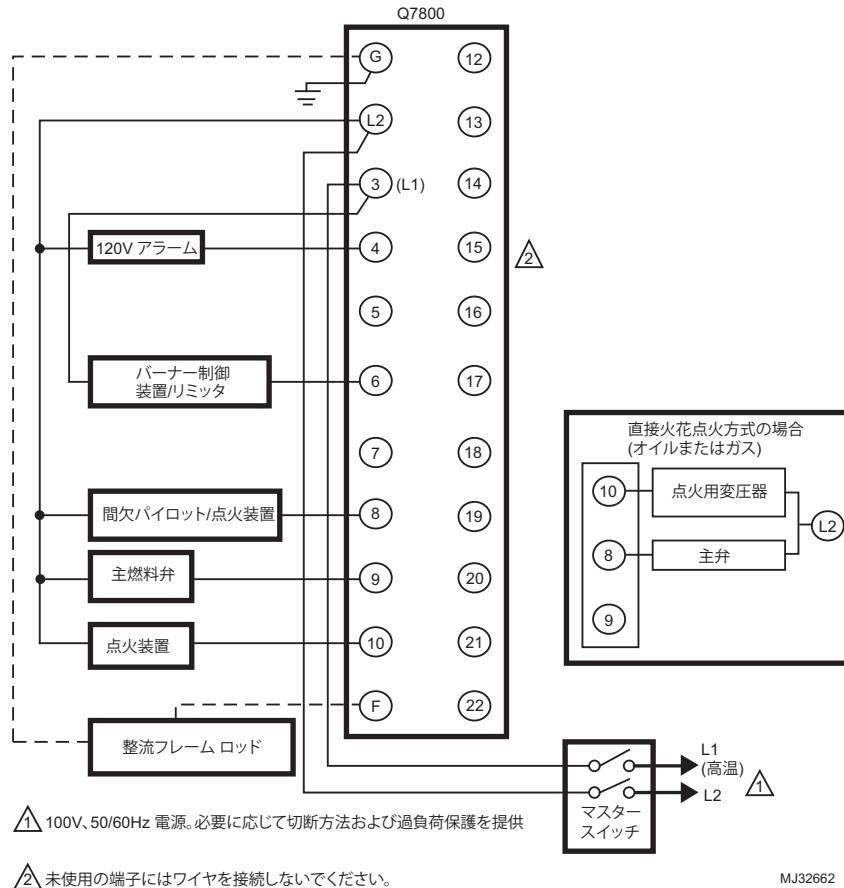 Q7800
G
12
L2
13
3 (L1)
14
120V アラーム
4
15
2
5
16
バーナー制御
装置/リミッタ
6
17
7
18
間欠パイロット/点火装置
8
19
主燃料弁
9
20
点火装置
10
21
F
22
整流フレーム ロッド
直接火花点火方式の場合
(オイルまたはガス)
10
点火用変圧器
L2
8
主弁
9
L1
(高温)
L2
1
マスター
スイッチ
1 100V、50/60Hz 電源。必要に応じて切断方法および過負荷保護を提供
2 未使用の端子にはワイヤを接続しないでください。
MJ32662